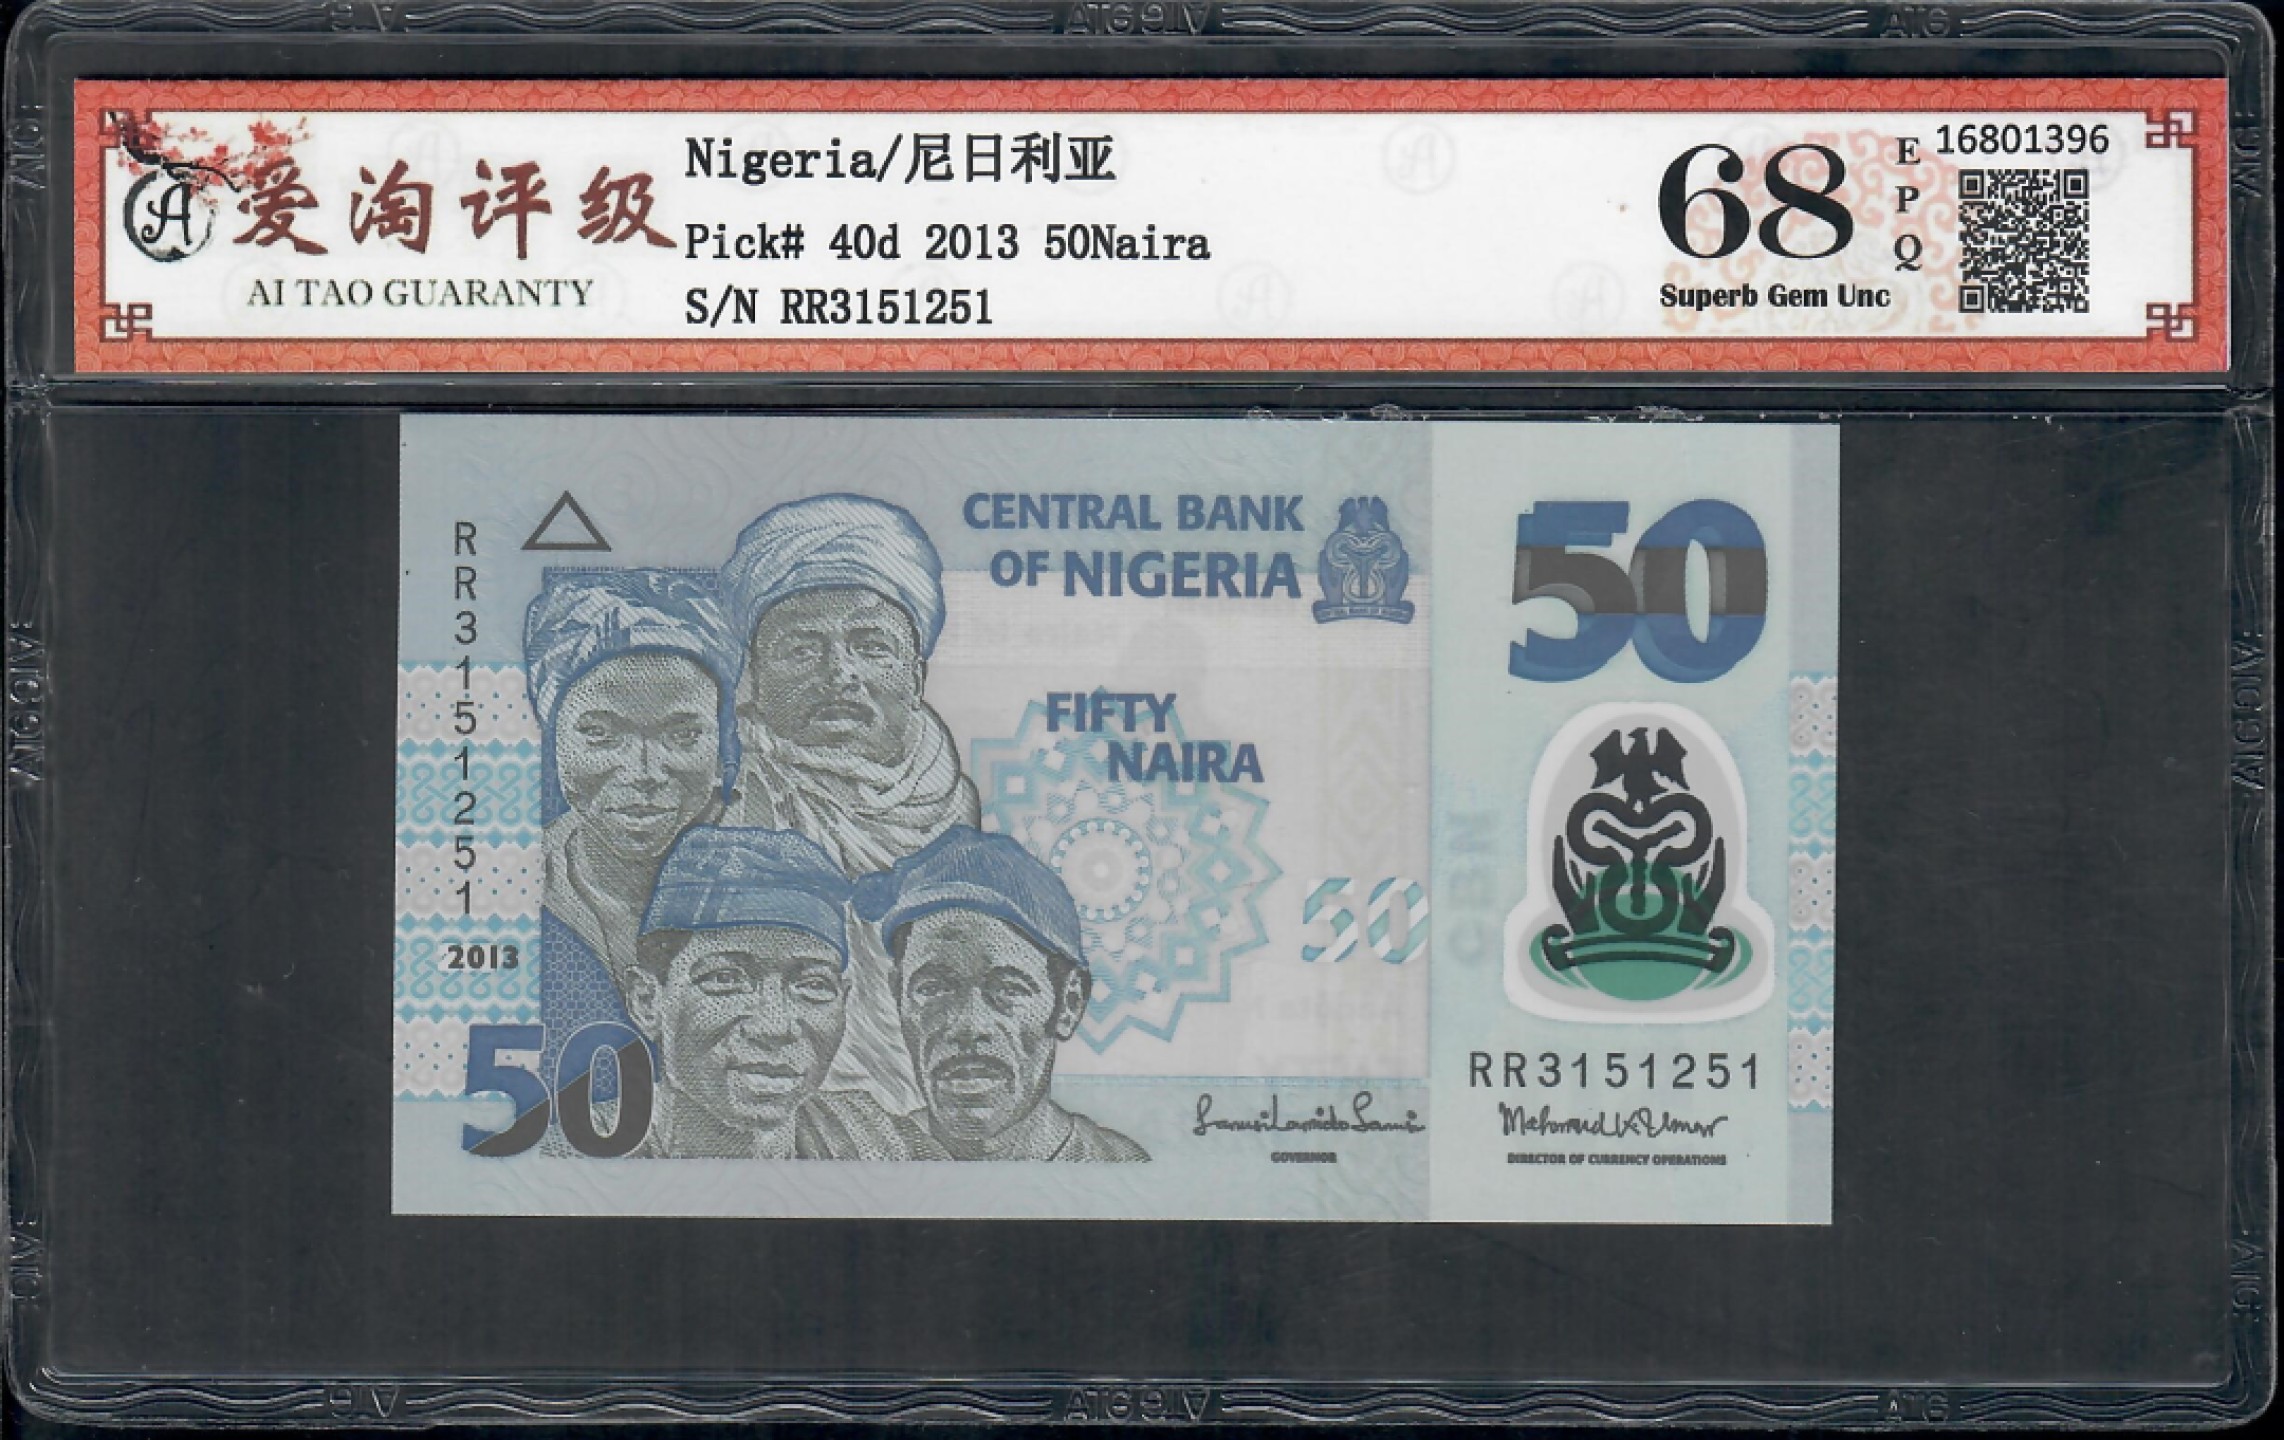 爱淘评级
AI TAO GUARANTY
Nigeria/尼日利亚
Pick# 40d 2013 50Naira
S/N RR3151251
68
EPQ
Superb Gem Unc
16801396
CENTRAL BANK
OF NIGERIA
RR3151251
2013
50
FIFTY
NAIRA
50
50
RR3151251
GOVERNOR
DIRECTOR OF CURRENCY OPERATIONS